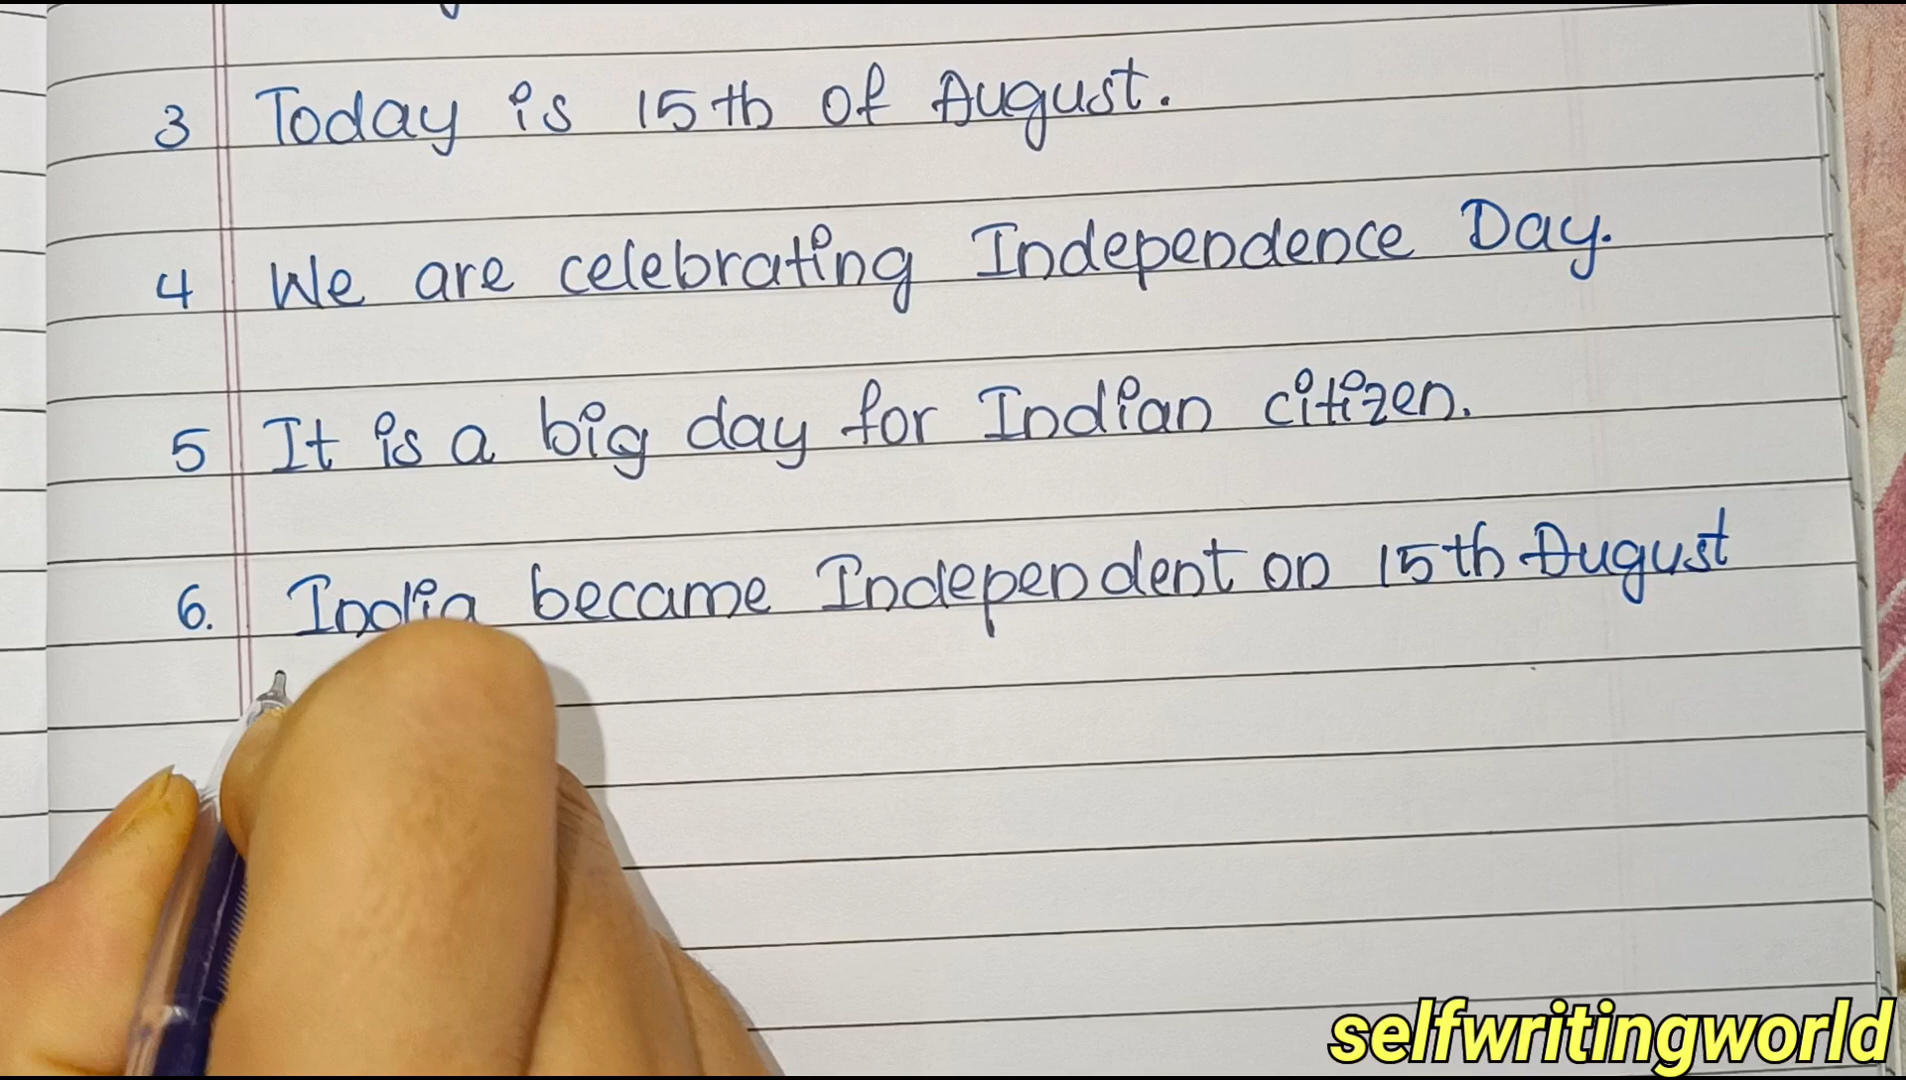 3 Today is 15th of August.
4 We are celebrating Independence Day.
5 It is a big day for Indian citizen.
6. India became Independent on 15th August
selfwritingworld